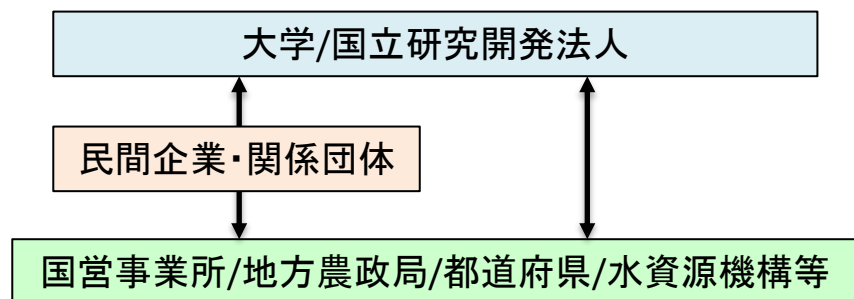 大学/国立研究開発法人
民間企業・関係団体
国営事業所/地方農政局/都道府県/水資源機構等